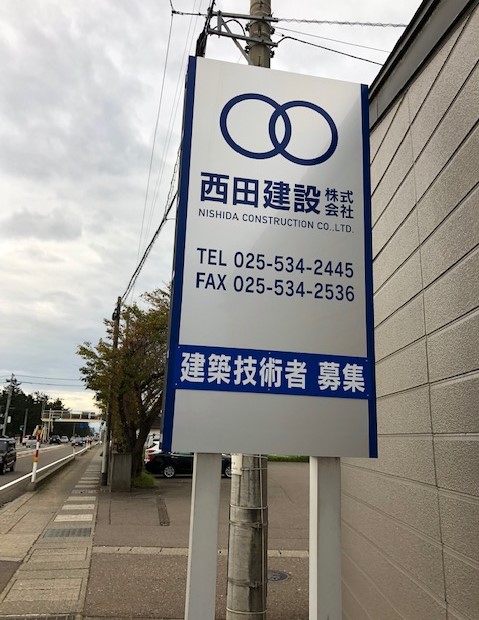 西田建設 株式会社
NISHIDA CONSTRUCTION CO.,LTD.
TEL 025-534-2445
FAX 025-534-2536
建築技術者 募集